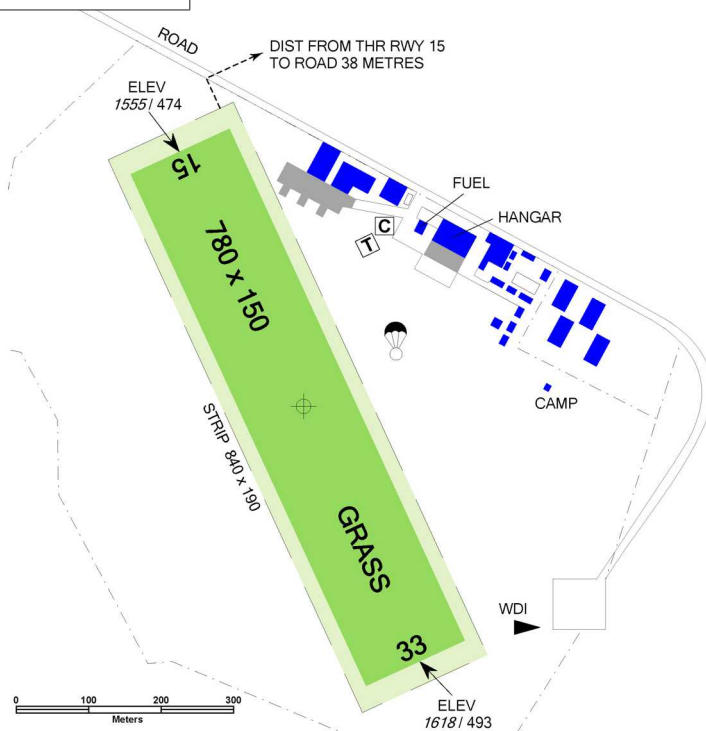 ROAD
DIST FROM THR RWY 15
TO ROAD 38 METRES
ELEV
1555/ 474
15
FUEL
HANGAR
C
T
780 x 150
STRIP 840 x 190
CAMP
GRASS
WDI
33
ELEV
1618/ 493
0 100 200 300
Meters